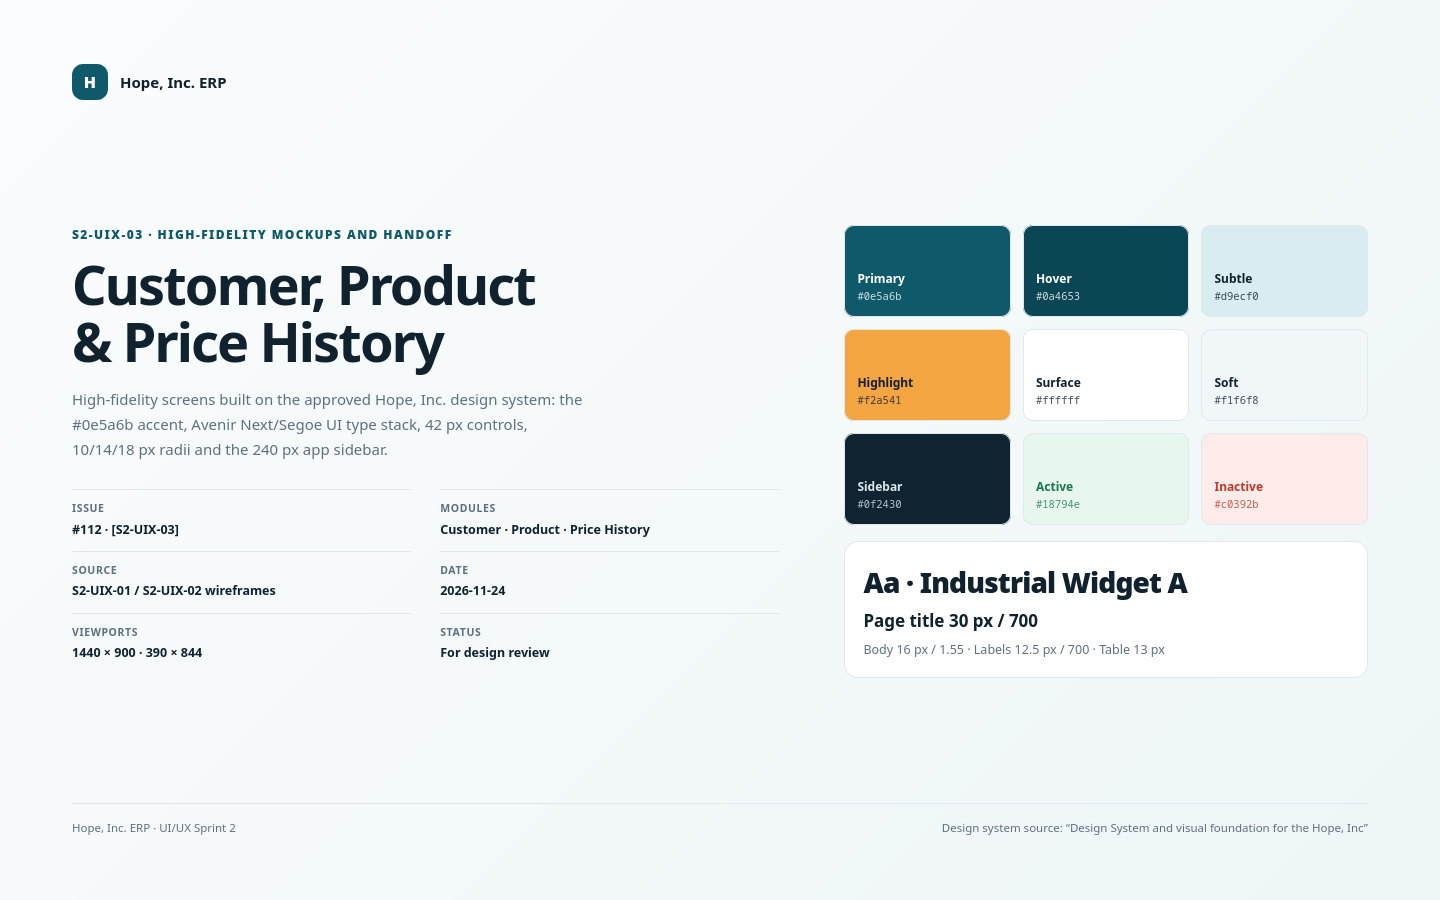 H
Hope, Inc. ERP
S2-UIX-03 · HIGH-FIDELITY MOCKUPS AND HANDOFF
Customer, Product
& Price History
High-fidelity screens built on the approved Hope, Inc. design system: the
#0e5a6b accent, Avenir Next/Segoe UI type stack, 42 px controls,
10/14/18 px radii and the 240 px app sidebar.
ISSUE
#112 · [S2-UIX-03]
MODULES
Customer · Product · Price History
SOURCE
S2-UIX-01 / S2-UIX-02 wireframes
DATE
2026-11-24
VIEWPORTS
1440 × 900 · 390 × 844
STATUS
For design review
Primary
#0e5a6b
Hover
#0a4653
Subtle
#d9ecf0
Highlight
#f2a541
Surface
#ffffff
Soft
#f1f6f8
Sidebar
#0f2430
Active
#18794e
Inactive
#c0392b
Aa · Industrial Widget A
Page title 30 px / 700
Body 16 px / 1.55 · Labels 12.5 px / 700 · Table 13 px
Hope, Inc. ERP · UI/UX Sprint 2
Design system source: “Design System and visual foundation for the Hope, Inc”